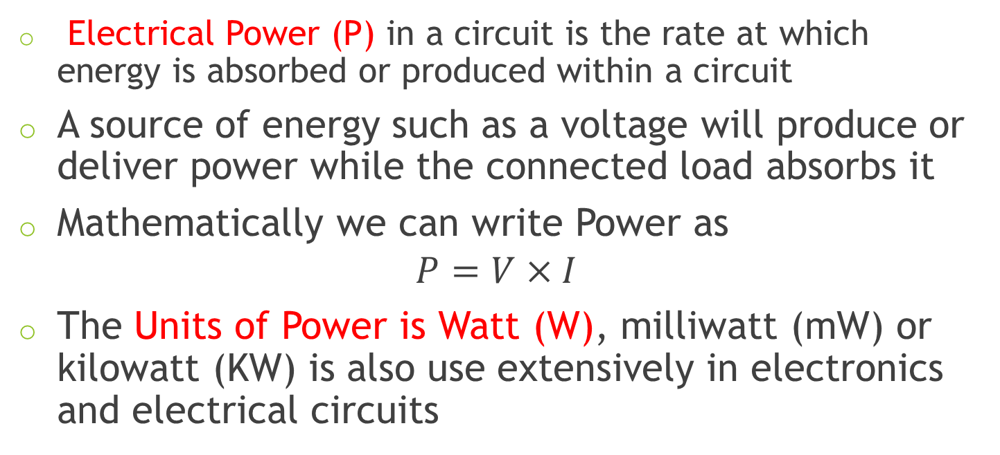 Electrical Power (P) in a circuit is the rate at which
energy is absorbed or produced within a circuit
A source of energy such as a voltage will produce or
deliver power while the connected load absorbs it
Mathematically we can write Power as
P = V × I
The Units of Power is Watt (W), milliwatt (mW) or
kilowatt (KW) is also use extensively in electronics
and electrical circuits